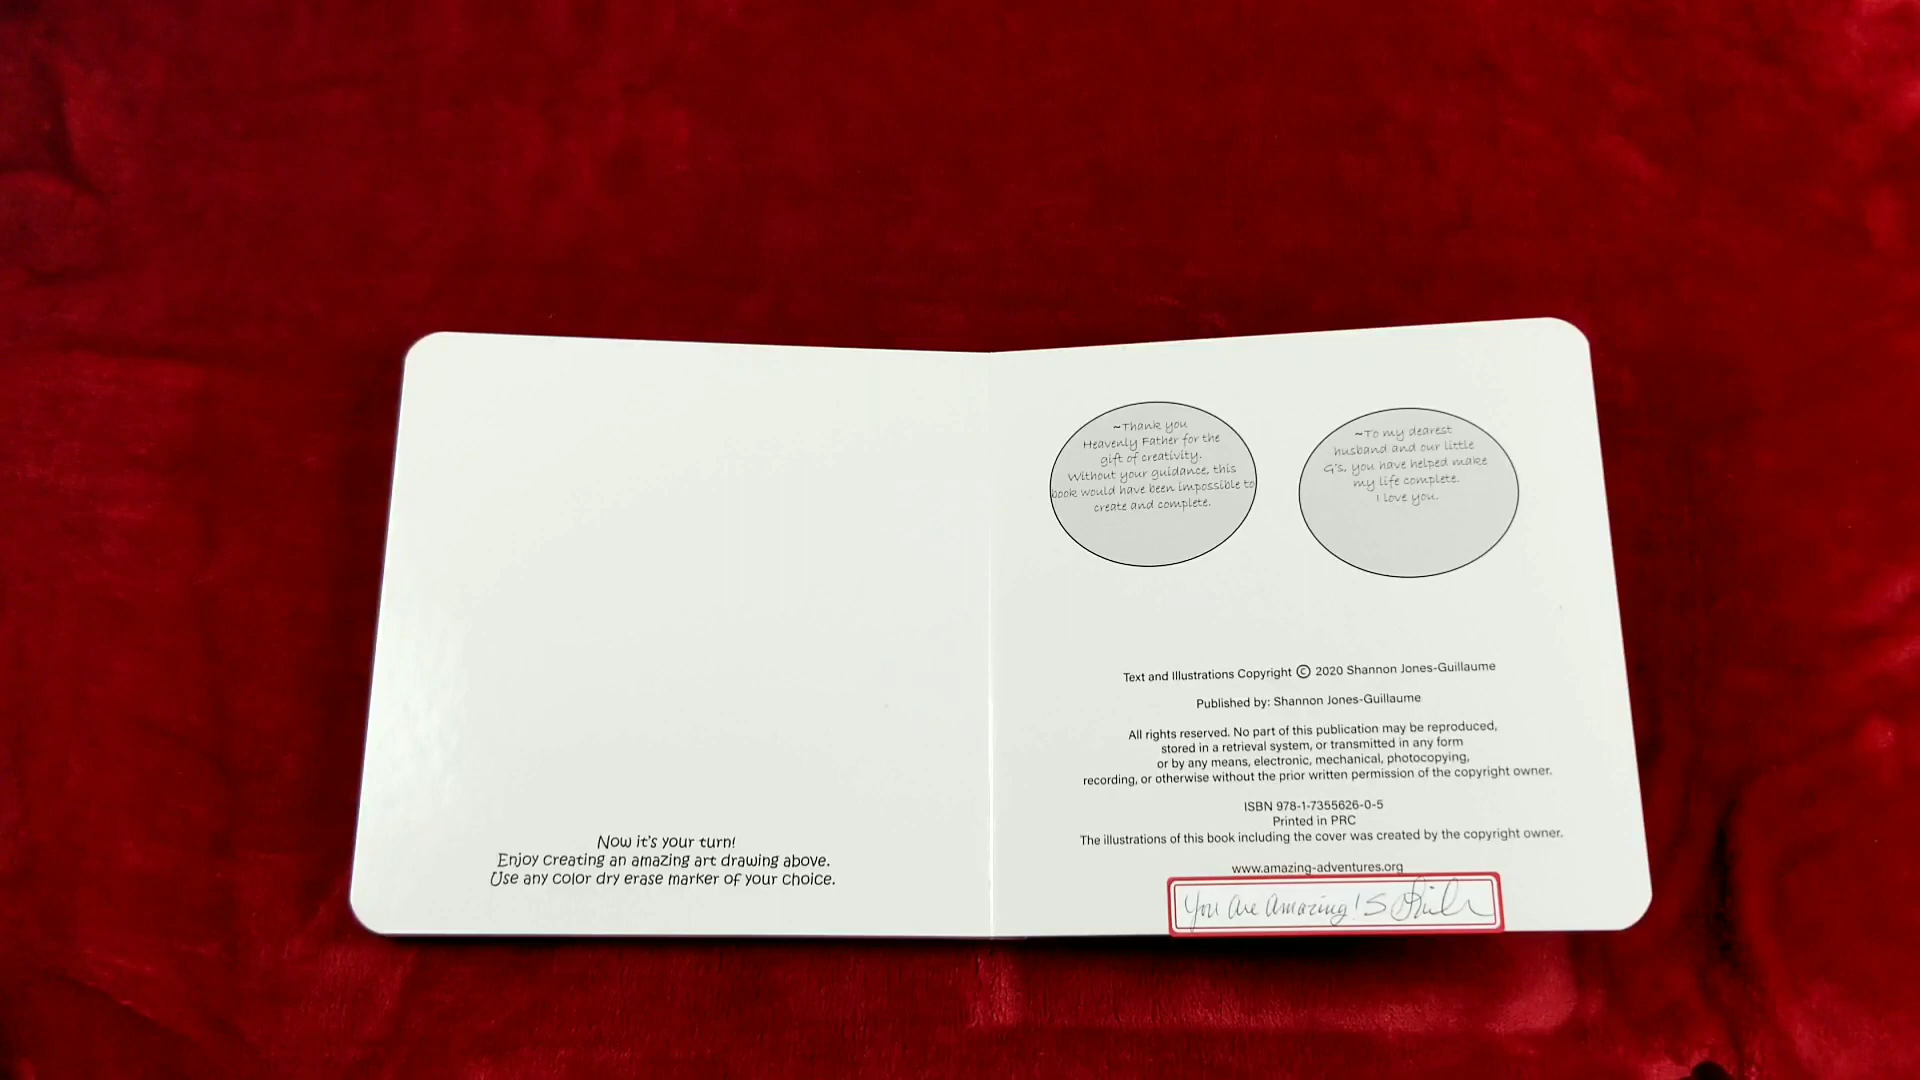 Now it's your turn!
Enjoy creating an amazing art drawing above.
Use any color dry erase marker of your choice.
~Thank you
Heavenly Father for the
gift of creativity.
Without your guidance, this
book would have been impossible to
create and complete.
~To my dearest
husband and our little
G's, you have helped make
my life complete.
I love you.
Text and Illustrations Copyright © 2020 Shannon Jones-Guillaume
Published by: Shannon Jones-Guillaume
All rights reserved. No part of this publication may be reproduced,
stored in a retrieval system, or transmitted in any form
or by any means, electronic, mechanical, photocopying,
recording, or otherwise without the prior written permission of the copyright owner.
ISBN 978-1-7355626-0-5
Printed in PRC
The illustrations of this book including the cover was created by the copyright owner.
www.amazing-adventures.org
You are amazing! S